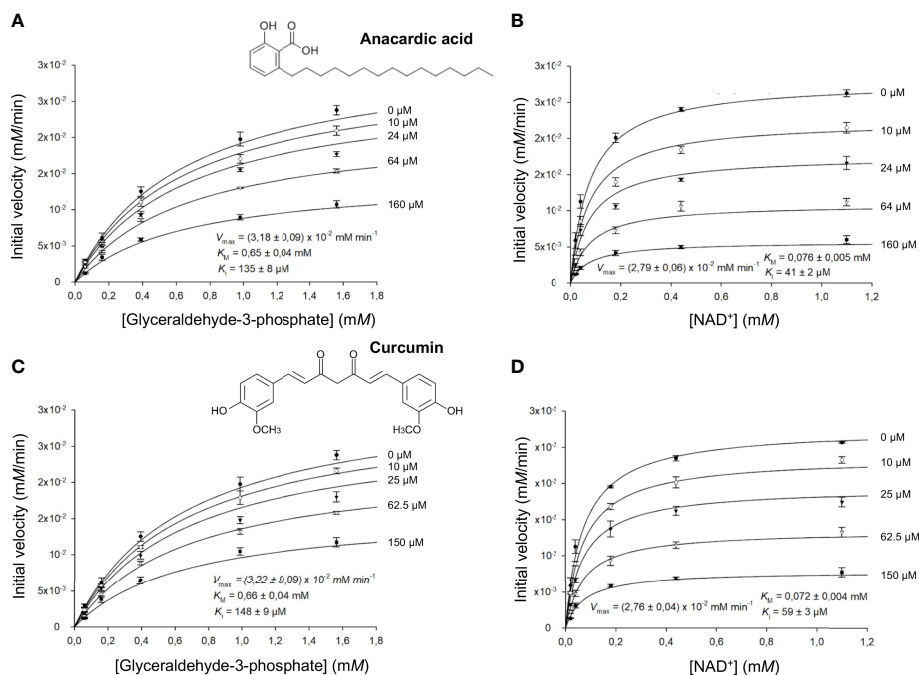 A
OH
O
OH
Anacardic acid
3x10⁻²
3x10⁻²
2x10⁻²
2x10⁻²
1x10⁻²
5x10⁻³
0
Initial velocity (mM/min)
0 µM
10 µM
24 µM
64 µM
160 µM
Vmax = (3,18 ± 0,09) x 10⁻² mM min⁻¹
KM = 0,65 ± 0,04 mM
Ki = 135 ± 8 µM
0,0 0,2 0,4 0,6 0,8 1,0 1,2 1,4 1,6 1,8
[Glyceraldehyde-3-phosphate] (mM)
B
3x10⁻²
3x10⁻²
2x10⁻²
2x10⁻²
1x10⁻²
5x10⁻³
0
Initial velocity (mM/min)
0 µM
10 µM
24 µM
64 µM
160 µM
Vmax = (2,79 ± 0,06) x 10⁻² mM min⁻¹
KM = 0,076 ± 0,005 mM
Ki = 41 ± 2 µM
0,0 0,2 0,4 0,6 0,8 1,0 1,2
[NAD⁺] (mM)
C
Curcumin
O O
HO
OCH3
H3CO
OH
3x10⁻²
3x10⁻²
2x10⁻²
2x10⁻²
1x10⁻²
5x10⁻³
0
Initial velocity (mM/min)
0 µM
10 µM
25 µM
62.5 µM
150 µM
Vmax = (3,22 ± 0,09) x 10⁻² mM min⁻¹
KM = 0,66 ± 0,04 mM
Ki = 148 ± 9 µM
0,0 0,2 0,4 0,6 0,8 1,0 1,2 1,4 1,6 1,8
[Glyceraldehyde-3-phosphate] (mM)
D
3x10⁻²
x10⁻²
x10⁻²
x10⁻²
x10⁻³
0
Initial velocity (mM/min)
0 µM
10 µM
25 µM
62.5 µM
150 µM
Vmax = (2,76 ± 0,04) x 10⁻² mM min⁻¹
KM = 0,072 ± 0,004 mM
Ki = 59 ± 3 µM
0,0 0,2 0,4 0,6 0,8 1,0 1,2
[NAD⁺] (mM)